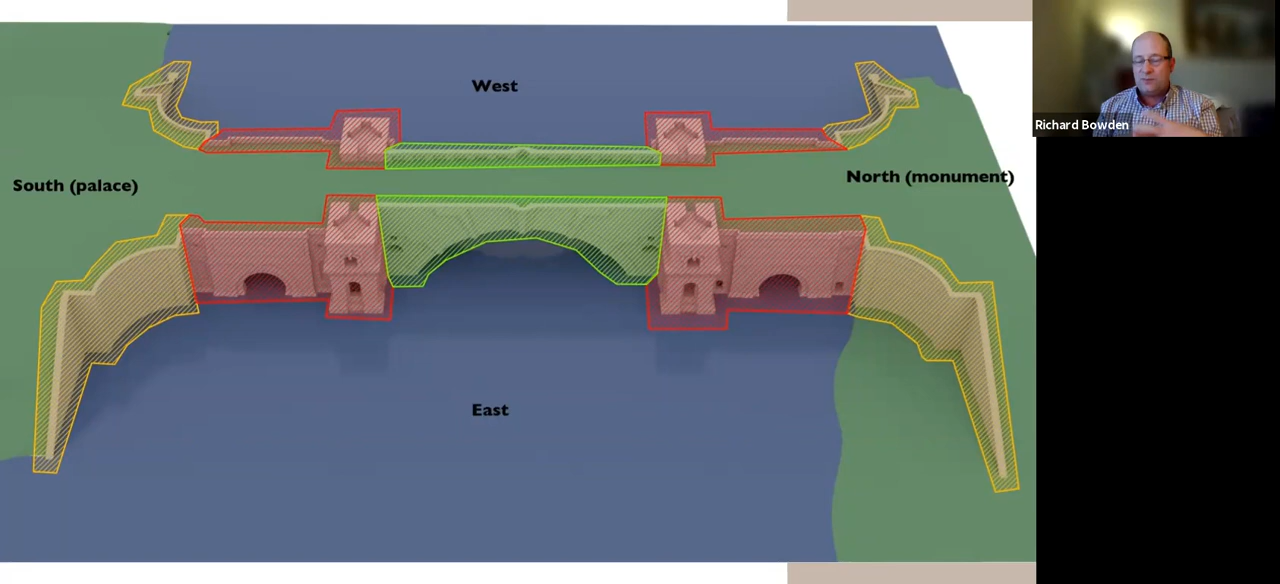 West
Richard Bowden
South (palace)
North (monument)
East